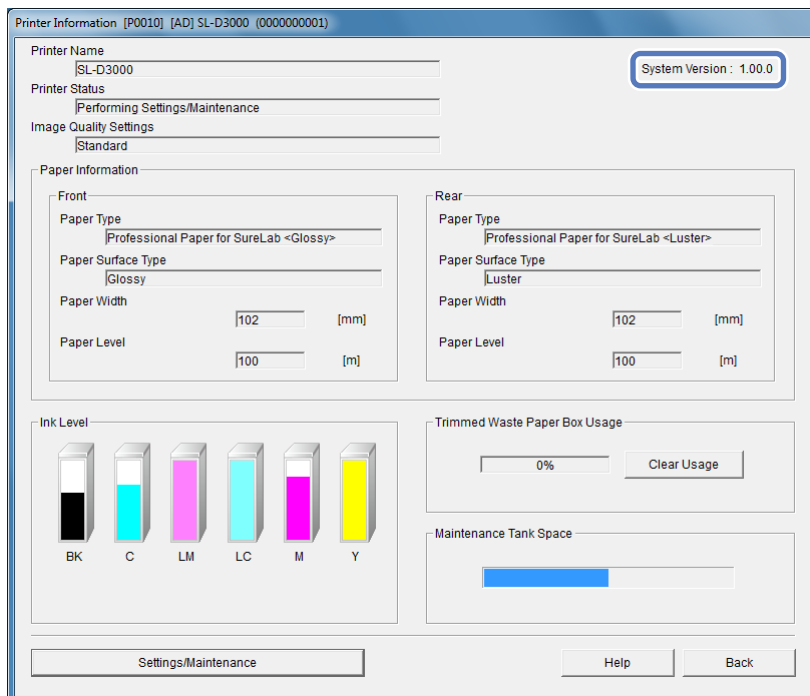 Printer Information [P0010] [AD] SL-D3000 (0000000001)
Printer Name
SL-D3000
System Version : 1.00.0
Printer Status
Performing Settings/Maintenance
Image Quality Settings
Standard
Paper Information
Front
Paper Type
Professional Paper for SureLab <Glossy>
Paper Surface Type
Glossy
Paper Width
102 [mm]
Paper Level
100 [m]
Rear
Paper Type
Professional Paper for SureLab <Luster>
Paper Surface Type
Luster
Paper Width
102 [mm]
Paper Level
100 [m]
Ink Level
BK C LM LC M Y
Trimmed Waste Paper Box Usage
0% Clear Usage
Maintenance Tank Space
Settings/Maintenance Help Back